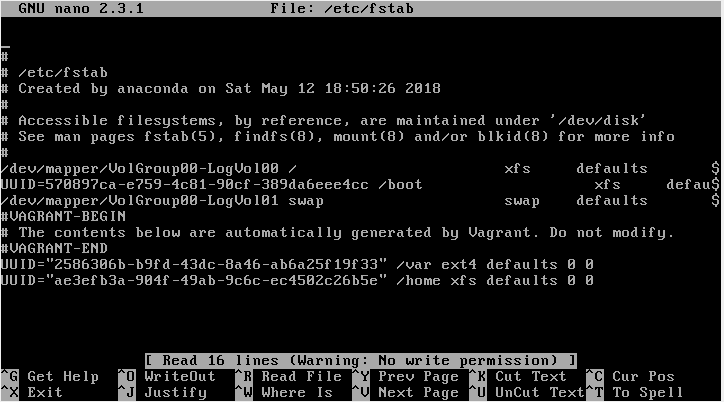 GNU nano 2.3.1 File: /etc/fstab
#
# /etc/fstab
# Created by anaconda on Sat May 12 18:50:26 2018
#
# Accessible filesystems, by reference, are maintained under '/dev/disk'
# See man pages fstab(5), findfs(8), mount(8) and/or blkid(8) for more info
#
/dev/mapper/VolGroup00-LogVol00 / xfs defaults $
UUID=570897ca-e759-4c81-90cf-389da6eee4cc /boot xfs defau$
/dev/mapper/VolGroup00-LogVol01 swap swap defaults $
#VAGRANT-BEGIN
# The contents below are automatically generated by Vagrant. Do not modify.
#VAGRANT-END
UUID="2586306b-b9fd-43dc-8a46-ab6a25f19f33" /var ext4 defaults 0 0
UUID="ae3efb3a-904f-49ab-9c6c-ec4502c26b5e" /home xfs defaults 0 0
[ Read 16 lines (Warning: No write permission) ]
^G Get Help ^O WriteOut ^R Read File ^Y Prev Page ^K Cut Text ^C Cur Pos
^X Exit ^J Justify ^W Where Is ^V Next Page ^U UnCut Text ^T To Spell